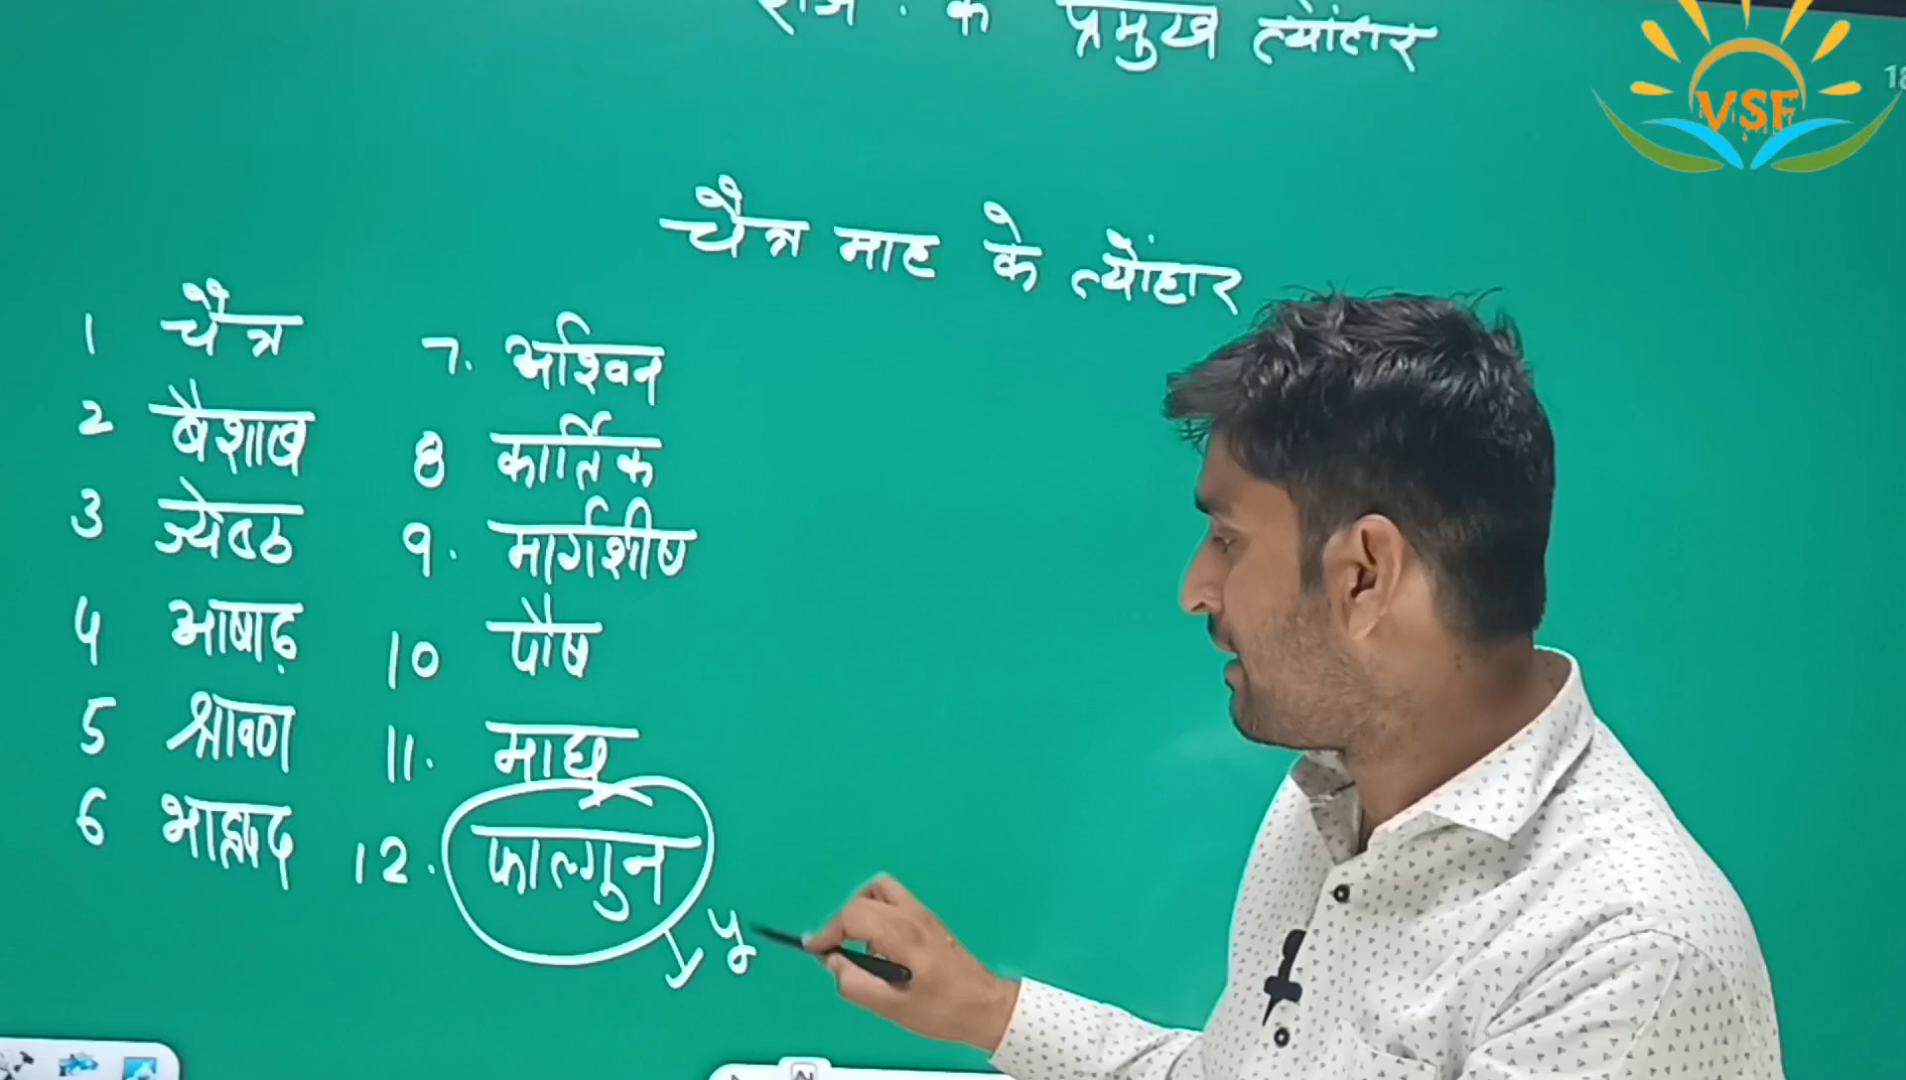 राज. के प्रमुख त्योंहार
VSF
18
चैत्र माह के त्योंहार
1 चैत्र
2 बैशाख
3 ज्येष्ठ
4 आषाढ़
5 श्रावण
6 भाद्रपद
7. अश्विन
8 कार्तिक
9. मार्गशीष
10 पौष
11. माघ
12. फाल्गुन